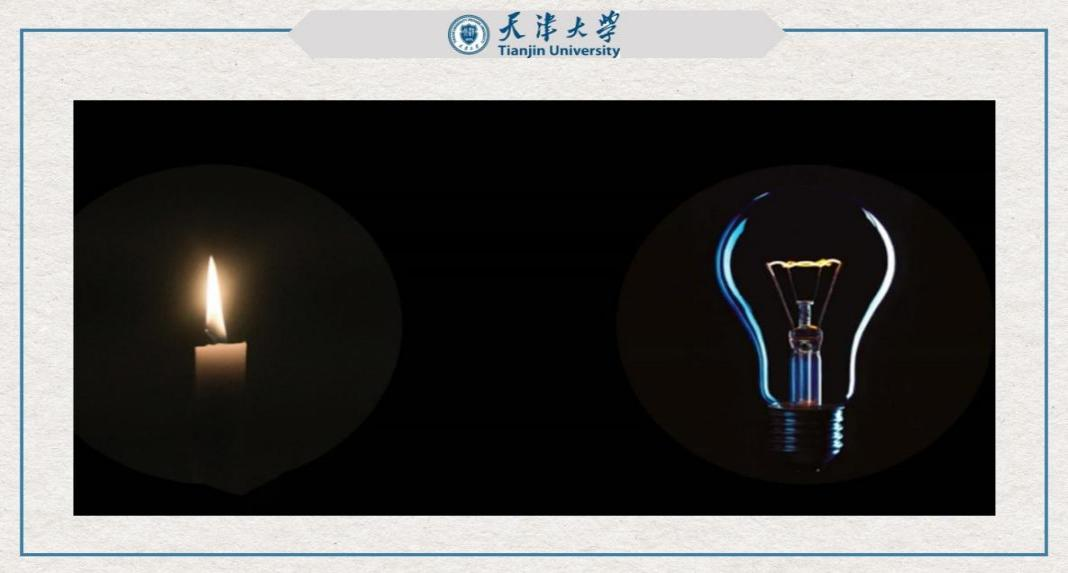 天津大学
Tianjin University